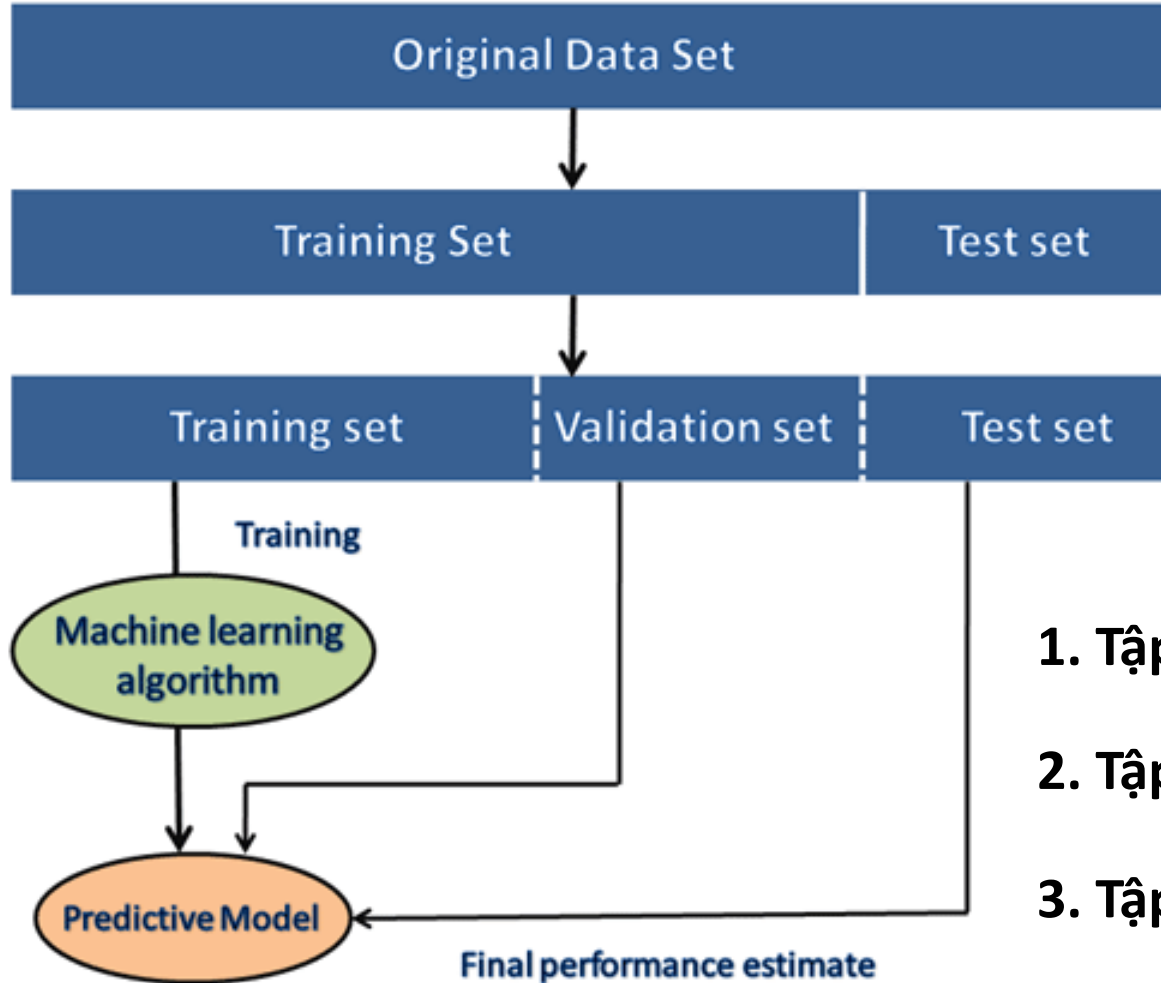 Original Data Set
Training Set
Test set
Training set
Validation set
Test set
Training
Machine learning
algorithm
1. Tập
2. Tập
3. Tập
Predictive Model
Final performance estimate